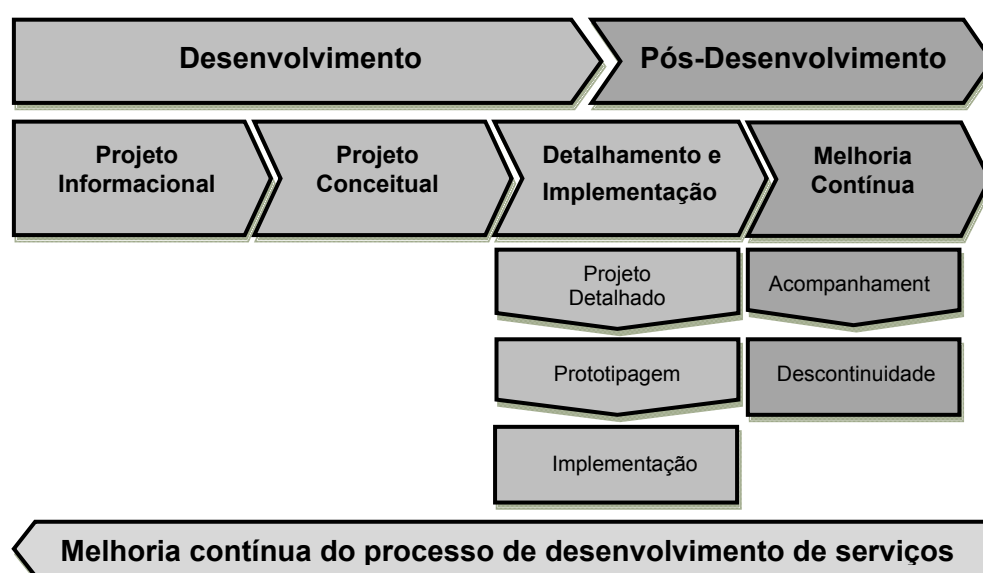 Desenvolvimento
Pós-Desenvolvimento
Projeto
Informacional
Projeto
Conceitual
Detalhamento e
Implementação
Melhoria
Contínua
Projeto
Detalhado
Acompanhament
Prototipagem
Descontinuidade
Implementação
Melhoria contínua do processo de desenvolvimento de serviços